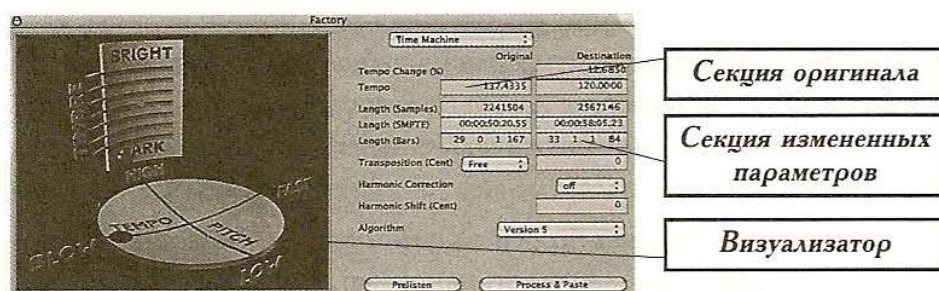 Factory
BRIGHT
DARK
HIGH
FAST
TEMPO
PITCH
SLOW
LOW
Time Machine
Original Destination
Tempo Change (%) -12.6850
Tempo 137.4335 120.0000
Length (Samples) 2241504 2567146
Length (SMPTE) 00:00:50:20.55 00:00:58:05.23
Length (Bars) 29 0 1 167 33 1 1 84
Transposition (Cent) Free 0
Harmonic Correction off
Harmonic Shift (Cent) 0
Algorithm Version 5
Prelisten Process & Paste
Секция оригинала
Секция измененных
параметров
Визуализатор